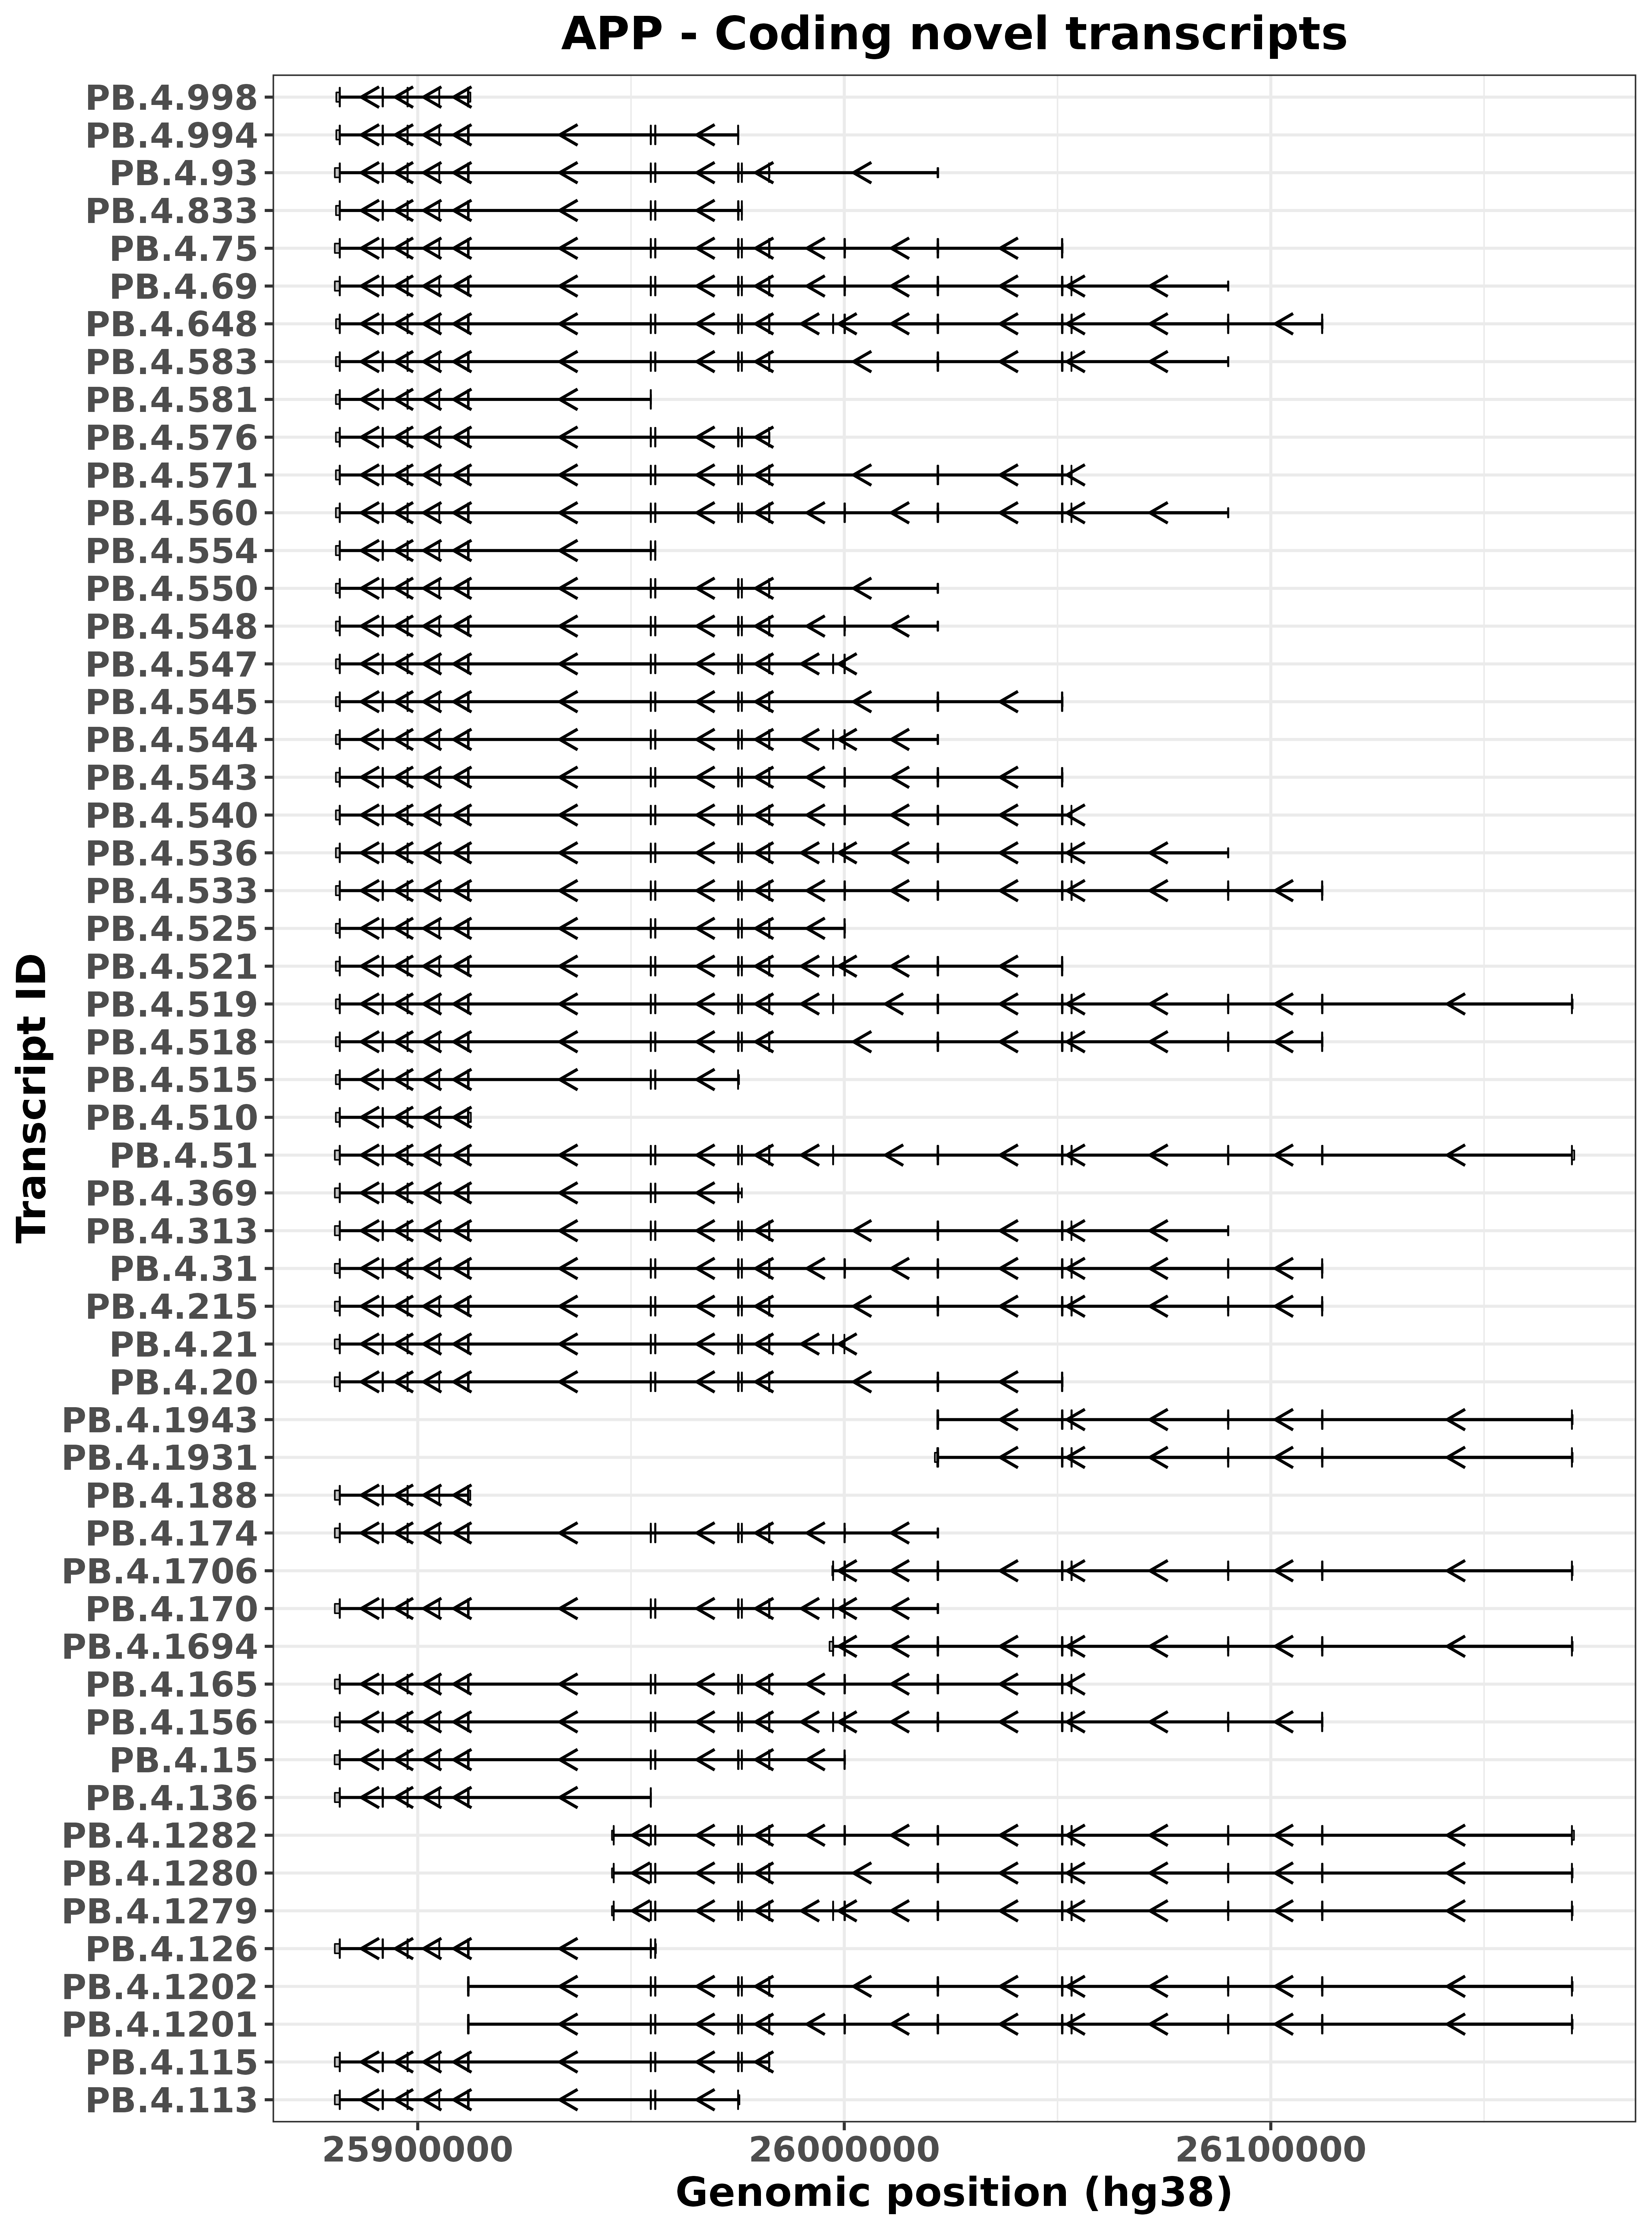 APP - Coding novel transcripts
PB.4.998
PB.4.994
PB.4.93
PB.4.833
PB.4.75
PB.4.69
PB.4.648
PB.4.583
PB.4.581
PB.4.576
PB.4.571
PB.4.560
PB.4.554
PB.4.550
PB.4.548
PB.4.547
PB.4.545
PB.4.544
PB.4.543
PB.4.540
PB.4.536
PB.4.533
PB.4.525
PB.4.521
PB.4.519
PB.4.518
PB.4.515
PB.4.510
PB.4.51
PB.4.369
PB.4.313
PB.4.31
PB.4.215
PB.4.21
PB.4.20
PB.4.1943
PB.4.1931
PB.4.188
PB.4.174
PB.4.1706
PB.4.170
PB.4.1694
PB.4.165
PB.4.156
PB.4.15
PB.4.136
PB.4.1282
PB.4.1280
PB.4.1279
PB.4.126
PB.4.1202
PB.4.1201
PB.4.115
PB.4.113
Transcript ID
25900000 26000000 26100000
Genomic position (hg38)